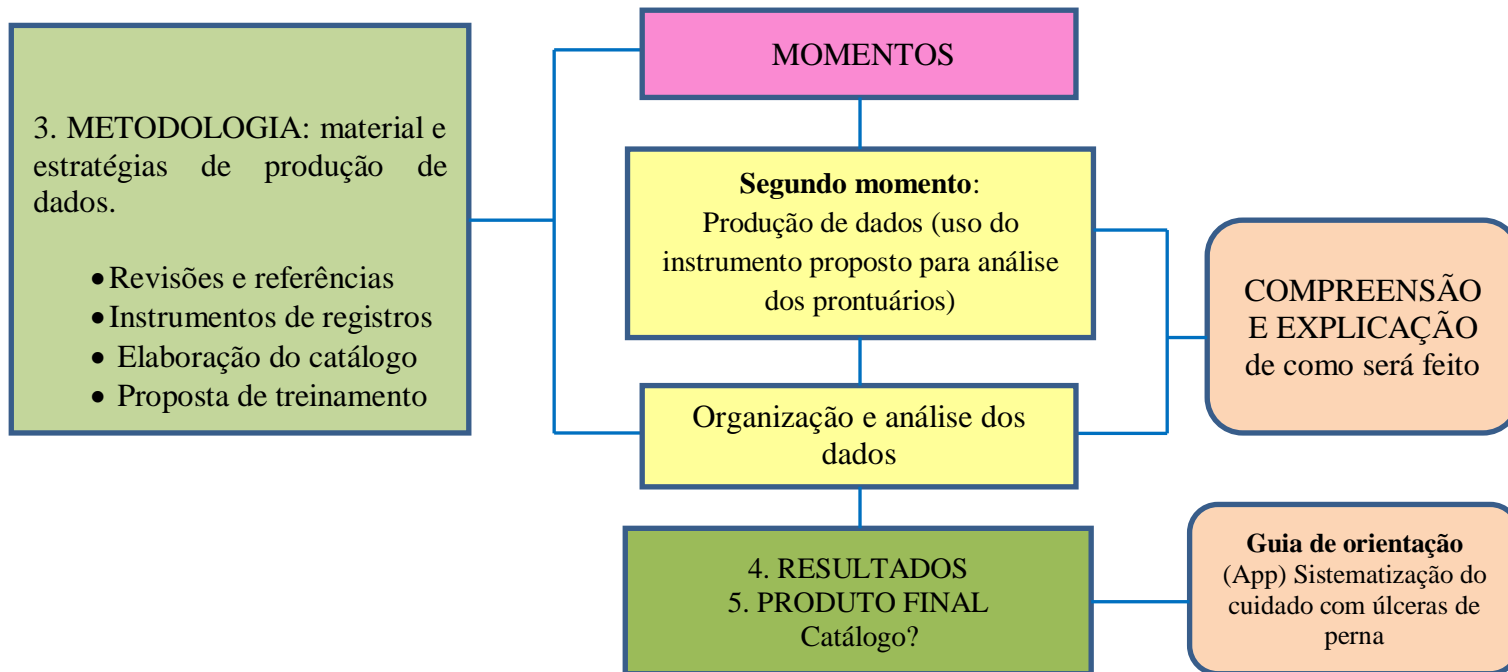 3. METODOLOGIA: material e
estratégias de produção de
dados.
• Revisões e referências
• Instrumentos de registros
• Elaboração do catálogo
• Proposta de treinamento
MOMENTOS
Segundo momento:
Produção de dados (uso do
instrumento proposto para análise
dos prontuários)
Organização e análise dos
dados
COMPREENSÃO
E EXPLICAÇÃO
de como será feito
4. RESULTADOS
5. PRODUTO FINAL
Catálogo?
Guia de orientação
(App) Sistematização do
cuidado com úlceras de
perna